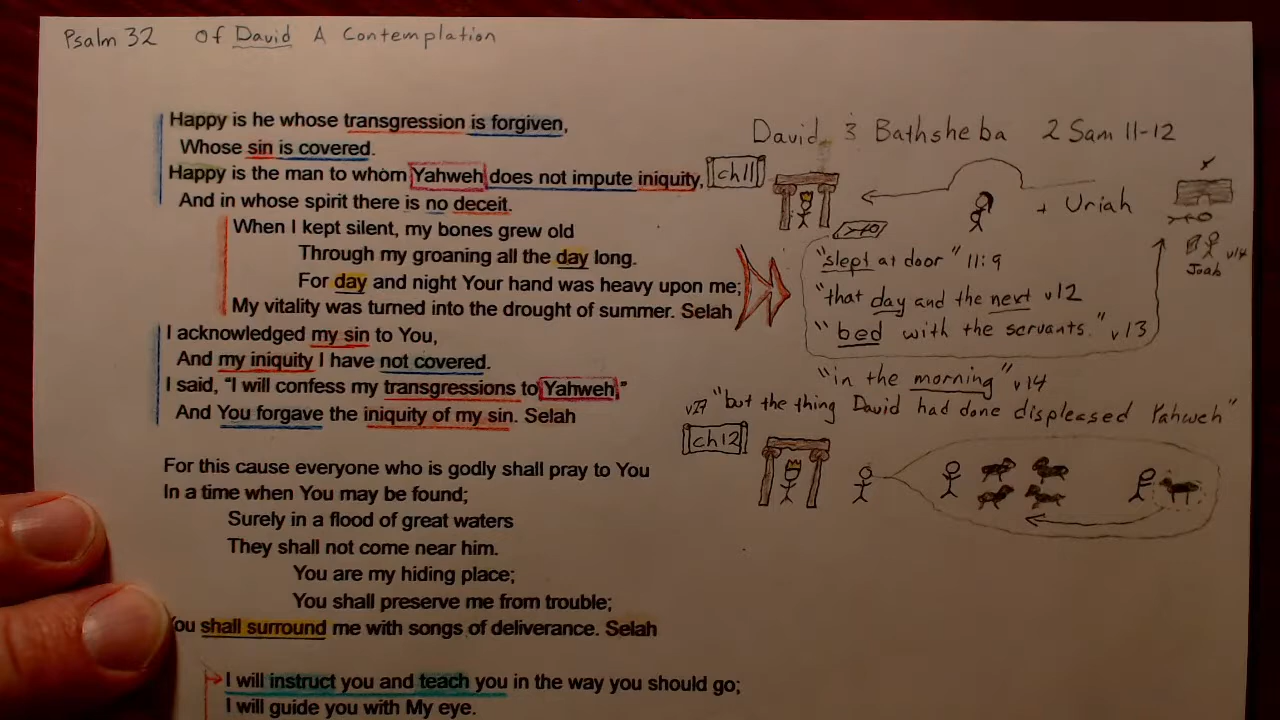 Psalm 32 Of David A Contemplation
Happy is he whose transgression is forgiven,
Whose sin is covered.
Happy is the man to whom Yahweh does not impute iniquity,
And in whose spirit there is no deceit.
When I kept silent, my bones grew old
Through my groaning all the day long.
For day and night Your hand was heavy upon me;
My vitality was turned into the drought of summer. Selah
I acknowledged my sin to You,
And my iniquity I have not covered.
I said, “I will confess my transgressions to Yahweh,”
And You forgave the iniquity of my sin. Selah
For this cause everyone who is godly shall pray to You
In a time when You may be found;
Surely in a flood of great waters
They shall not come near him.
You are my hiding place;
You shall preserve me from trouble;
You shall surround me with songs of deliverance. Selah
I will instruct you and teach you in the way you should go;
I will guide you with My eye.
David & Bathsheba 2 Sam 11-12
ch11
+ Uriah
"slept at door" 11:9
"that day and the next v12
"bed with the servants." v13
v14
Joab
"in the morning" v14
v27 "but the thing David had done displeased Yahweh"
ch12